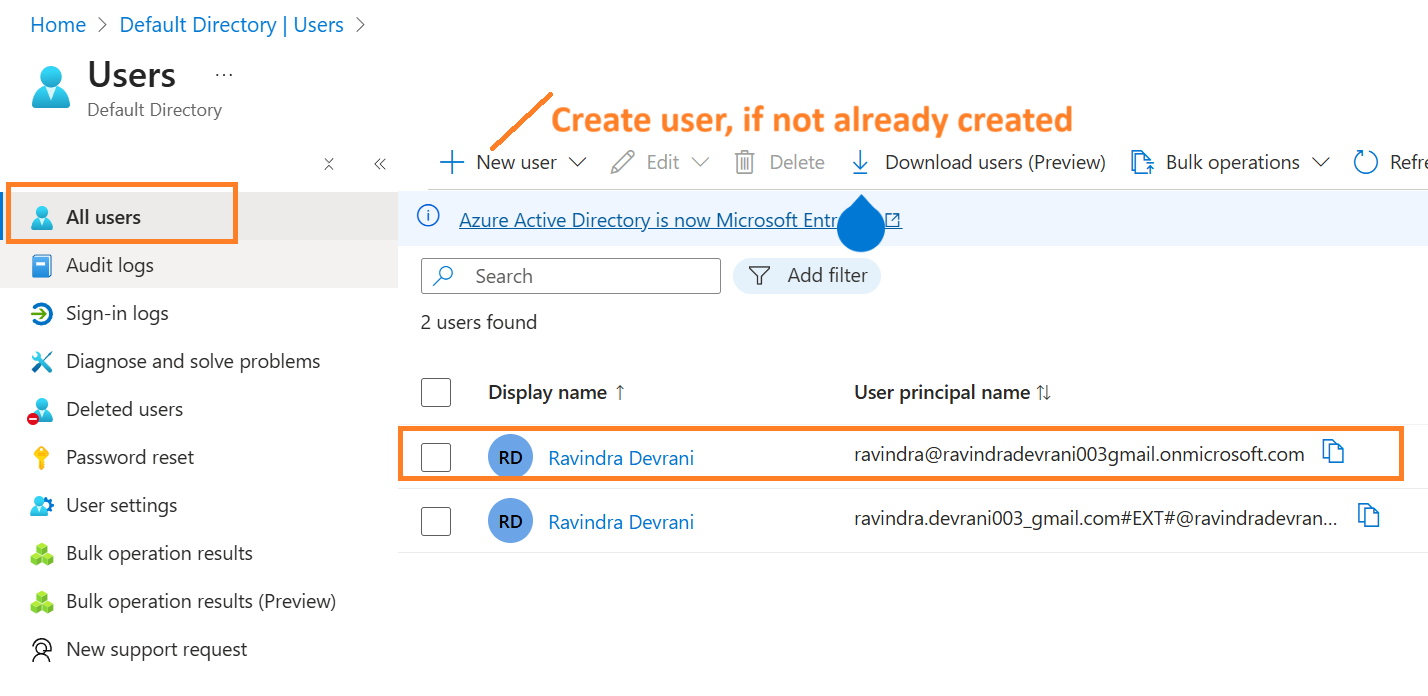 Home > Default Directory | Users >
Users ...
Default Directory
Create user, if not already created
New user Edit Delete Download users (Preview) Bulk operations Refre
All users
Audit logs
Sign-in logs
Diagnose and solve problems
Deleted users
Password reset
User settings
Bulk operation results
Bulk operation results (Preview)
New support request
Azure Active Directory is now Microsoft Entr
Search Add filter
2 users found
Display name ↑ User principal name ↑↓
RD Ravindra Devrani ravindra@ravindradevrani003gmail.onmicrosoft.com
RD Ravindra Devrani ravindra.devrani003_gmail.com#EXT#@ravindradevran...